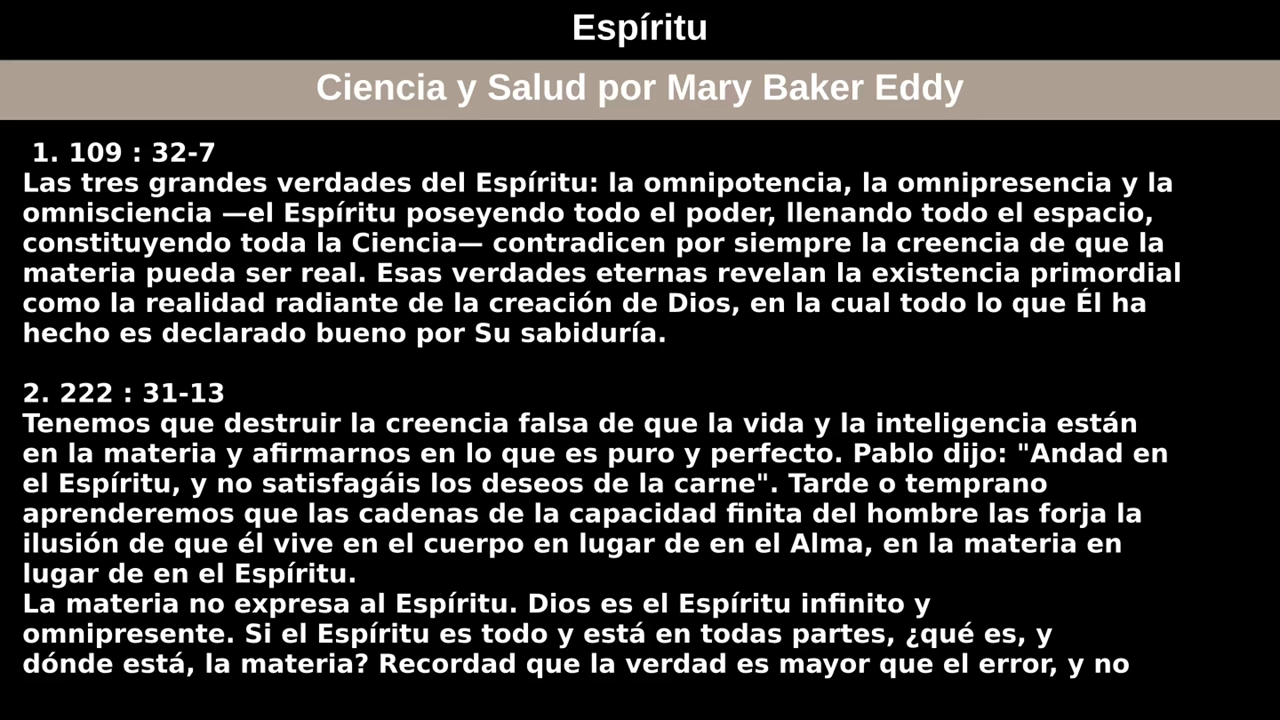 Espíritu
Ciencia y Salud por Mary Baker Eddy
1. 109 : 32-7
Las tres grandes verdades del Espíritu: la omnipotencia, la omnipresencia y la
omnisciencia —el Espíritu poseyendo todo el poder, llenando todo el espacio,
constituyendo toda la Ciencia— contradicen por siempre la creencia de que la
materia pueda ser real. Esas verdades eternas revelan la existencia primordial
como la realidad radiante de la creación de Dios, en la cual todo lo que Él ha
hecho es declarado bueno por Su sabiduría.
2. 222 : 31-13
Tenemos que destruir la creencia falsa de que la vida y la inteligencia están
en la materia y afirmarnos en lo que es puro y perfecto. Pablo dijo: "Andad en
el Espíritu, y no satisfagáis los deseos de la carne". Tarde o temprano
aprenderemos que las cadenas de la capacidad finita del hombre las forja la
ilusión de que él vive en el cuerpo en lugar de en el Alma, en la materia en
lugar de en el Espíritu.
La materia no expresa al Espíritu. Dios es el Espíritu infinito y
omnipresente. Si el Espíritu es todo y está en todas partes, ¿qué es, y
dónde está, la materia? Recordad que la verdad es mayor que el error, y no